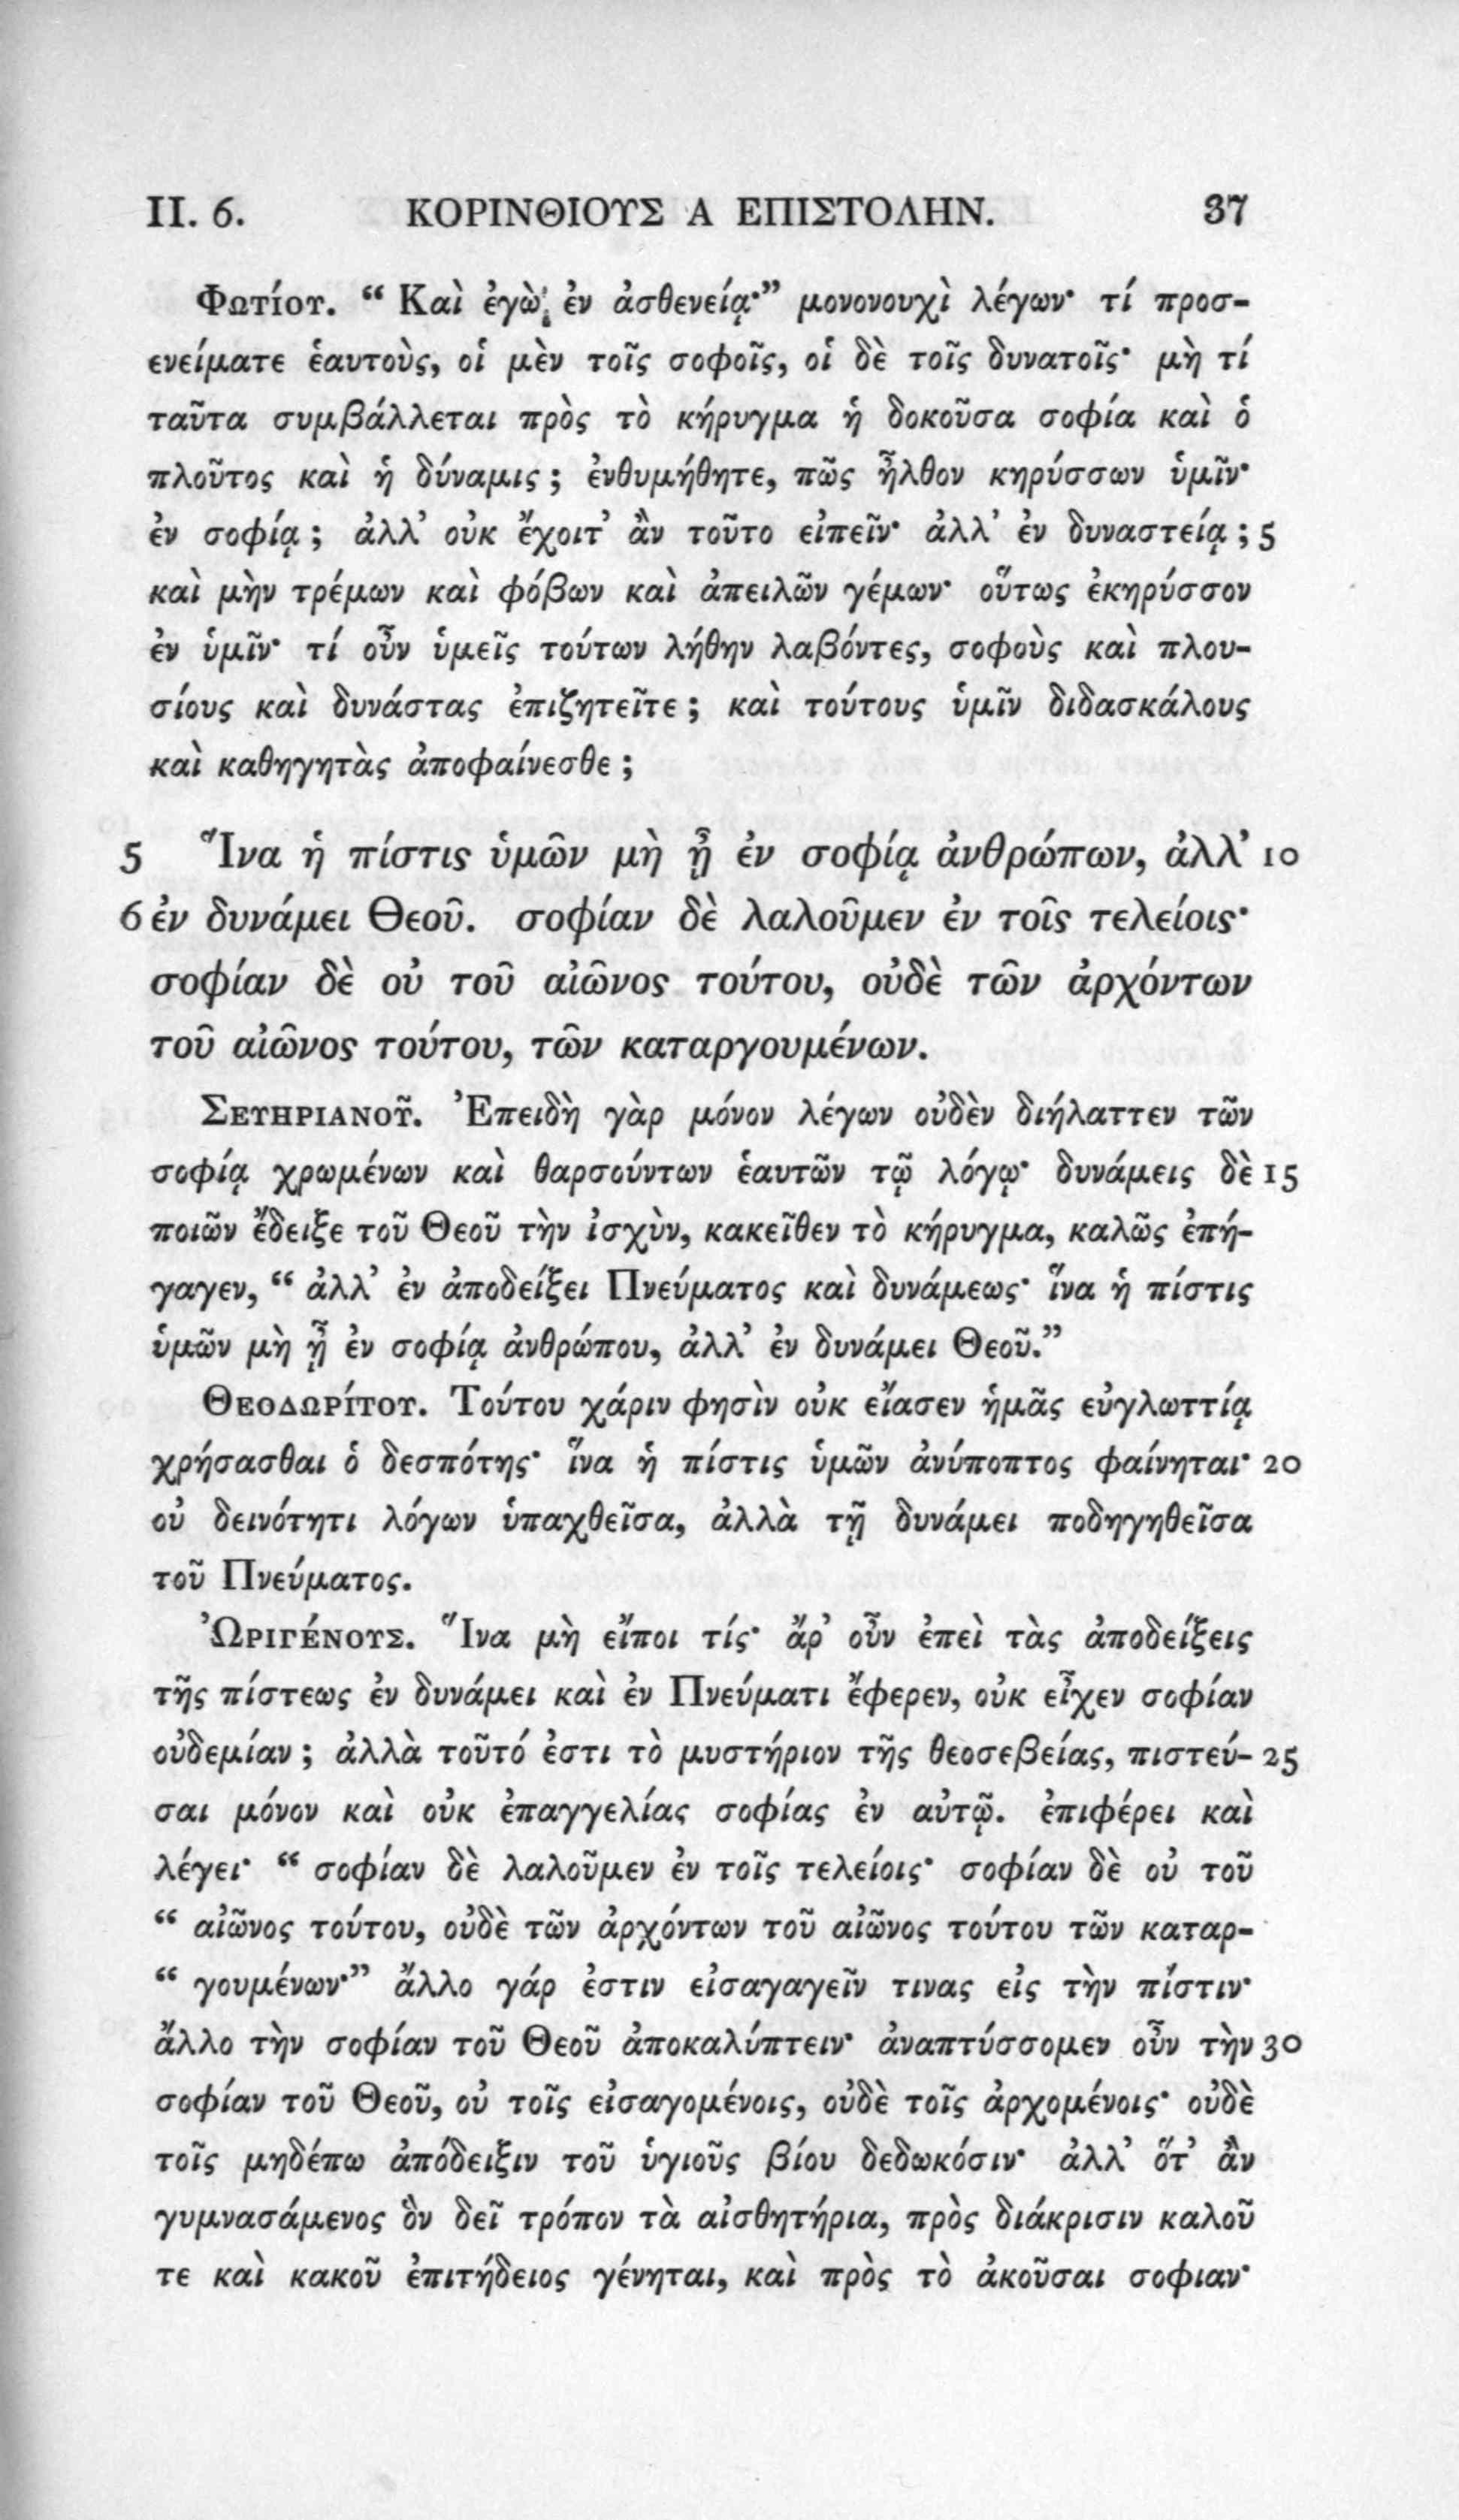 II. 6. ΚΟΡΙΝΘΙΟΥΣ Α ΕΠΙΣΤΟΛΗΝ. 37
Φωτίου. “ Καὶ ἐγὼ ἐν ἀσθενείᾳ·” μονονουχὶ λέγων· τί προσ-
ενείματε ἑαυτοὺς, οἱ μὲν τοῖς σοφοῖς, οἱ δὲ τοῖς δυνατοῖς· μὴ τί
ταῦτα συμβάλλεται πρὸς τὸ κήρυγμα ἡ δοκοῦσα σοφία καὶ ὁ
πλοῦτος καὶ ἡ δύναμις ; ἐνθυμήθητε, πῶς ἦλθον κηρύσσων ὑμῖν·
ἐν σοφίᾳ ; ἀλλ’ οὐκ ἔχοιτ’ ἂν τοῦτο εἰπεῖν· ἀλλ’ ἐν δυναστείᾳ ; 5
καὶ μὴν τρέμων καὶ φόβων καὶ ἀπειλῶν γέμων· οὕτως ἐκηρύσσον
ἐν ὑμῖν· τί οὖν ὑμεῖς τούτων λήθην λαβόντες, σοφοὺς καὶ πλου-
σίους καὶ δυνάστας ἐπιζητεῖτε ; καὶ τούτους ὑμῖν διδασκάλους
καὶ καθηγητὰς ἀποφαίνεσθε ;
5 Ἵνα ἡ πίστις ὑμῶν μὴ ᾖ ἐν σοφίᾳ ἀνθρώπων, ἀλλ’ 10
6 ἐν δυνάμει Θεοῦ. σοφίαν δὲ λαλοῦμεν ἐν τοῖς τελείοις·
σοφίαν δὲ οὐ τοῦ αἰῶνος τούτου, οὐδὲ τῶν ἀρχόντων
τοῦ αἰῶνος τούτου, τῶν καταργουμένων.
Σευηριανοῦ. Ἐπειδὴ γὰρ μόνον λέγων οὐδὲν διήλαττεν τῶν
σοφίᾳ χρωμένων καὶ θαρσούντων ἑαυτῶν τῷ λόγῳ· δυνάμεις δὲ 15
ποιῶν ἔδειξε τοῦ Θεοῦ τὴν ἰσχὺν, κακεῖθεν τὸ κήρυγμα, καλῶς ἐπή-
γαγεν, “ ἀλλ’ ἐν ἀποδείξει Πνεύματος καὶ δυνάμεως· ἵνα ἡ πίστις
ὑμῶν μὴ ᾖ ἐν σοφίᾳ ἀνθρώπου, ἀλλ’ ἐν δυνάμει Θεοῦ.”
Θεοδωρίτου. Τούτου χάριν φησὶν οὐκ εἴασεν ἡμᾶς εὐγλωττίᾳ
χρήσασθαι ὁ δεσπότης· ἵνα ἡ πίστις ὑμῶν ἀνύποπτος φαίνηται· 20
οὐ δεινότητι λόγων ὑπαχθεῖσα, ἀλλὰ τῇ δυνάμει ποδηγηθεῖσα
τοῦ Πνεύματος.
Ὠριγένους. Ἵνα μὴ εἴποι τίς· ἄρ’ οὖν ἐπεὶ τὰς ἀποδείξεις
τῆς πίστεως ἐν δυνάμει καὶ ἐν Πνεύματι ἔφερεν, οὐκ εἶχεν σοφίαν
οὐδεμίαν ; ἀλλὰ τοῦτό ἐστι τὸ μυστήριον τῆς θεοσεβείας, πιστεύ- 25
σαι μόνον καὶ οὐκ ἐπαγγελίας σοφίας ἐν αὐτῷ. ἐπιφέρει καὶ
λέγει· “ σοφίαν δὲ λαλοῦμεν ἐν τοῖς τελείοις· σοφίαν δὲ οὐ τοῦ
“ αἰῶνος τούτου, οὐδὲ τῶν ἀρχόντων τοῦ αἰῶνος τούτου τῶν καταρ-
“ γουμένων·” ἄλλο γάρ ἐστιν εἰσαγαγεῖν τινας εἰς τὴν πίστιν·
ἄλλο τὴν σοφίαν τοῦ Θεοῦ ἀποκαλύπτειν· ἀναπτύσσομεν οὖν τὴν 30
σοφίαν τοῦ Θεοῦ, οὐ τοῖς εἰσαγομένοις, οὐδὲ τοῖς ἀρχομένοις· οὐδὲ
τοῖς μηδέπω ἀπόδειξιν τοῦ ὑγιοῦς βίου δεδωκόσιν· ἀλλ’ ὅτ’ ἂν
γυμνασάμενος ὃν δεῖ τρόπον τὰ αἰσθητήρια, πρὸς διάκρισιν καλοῦ
τε καὶ κακοῦ ἐπιτήδειος γένηται, καὶ πρὸς τὸ ἀκοῦσαι σοφιαν·